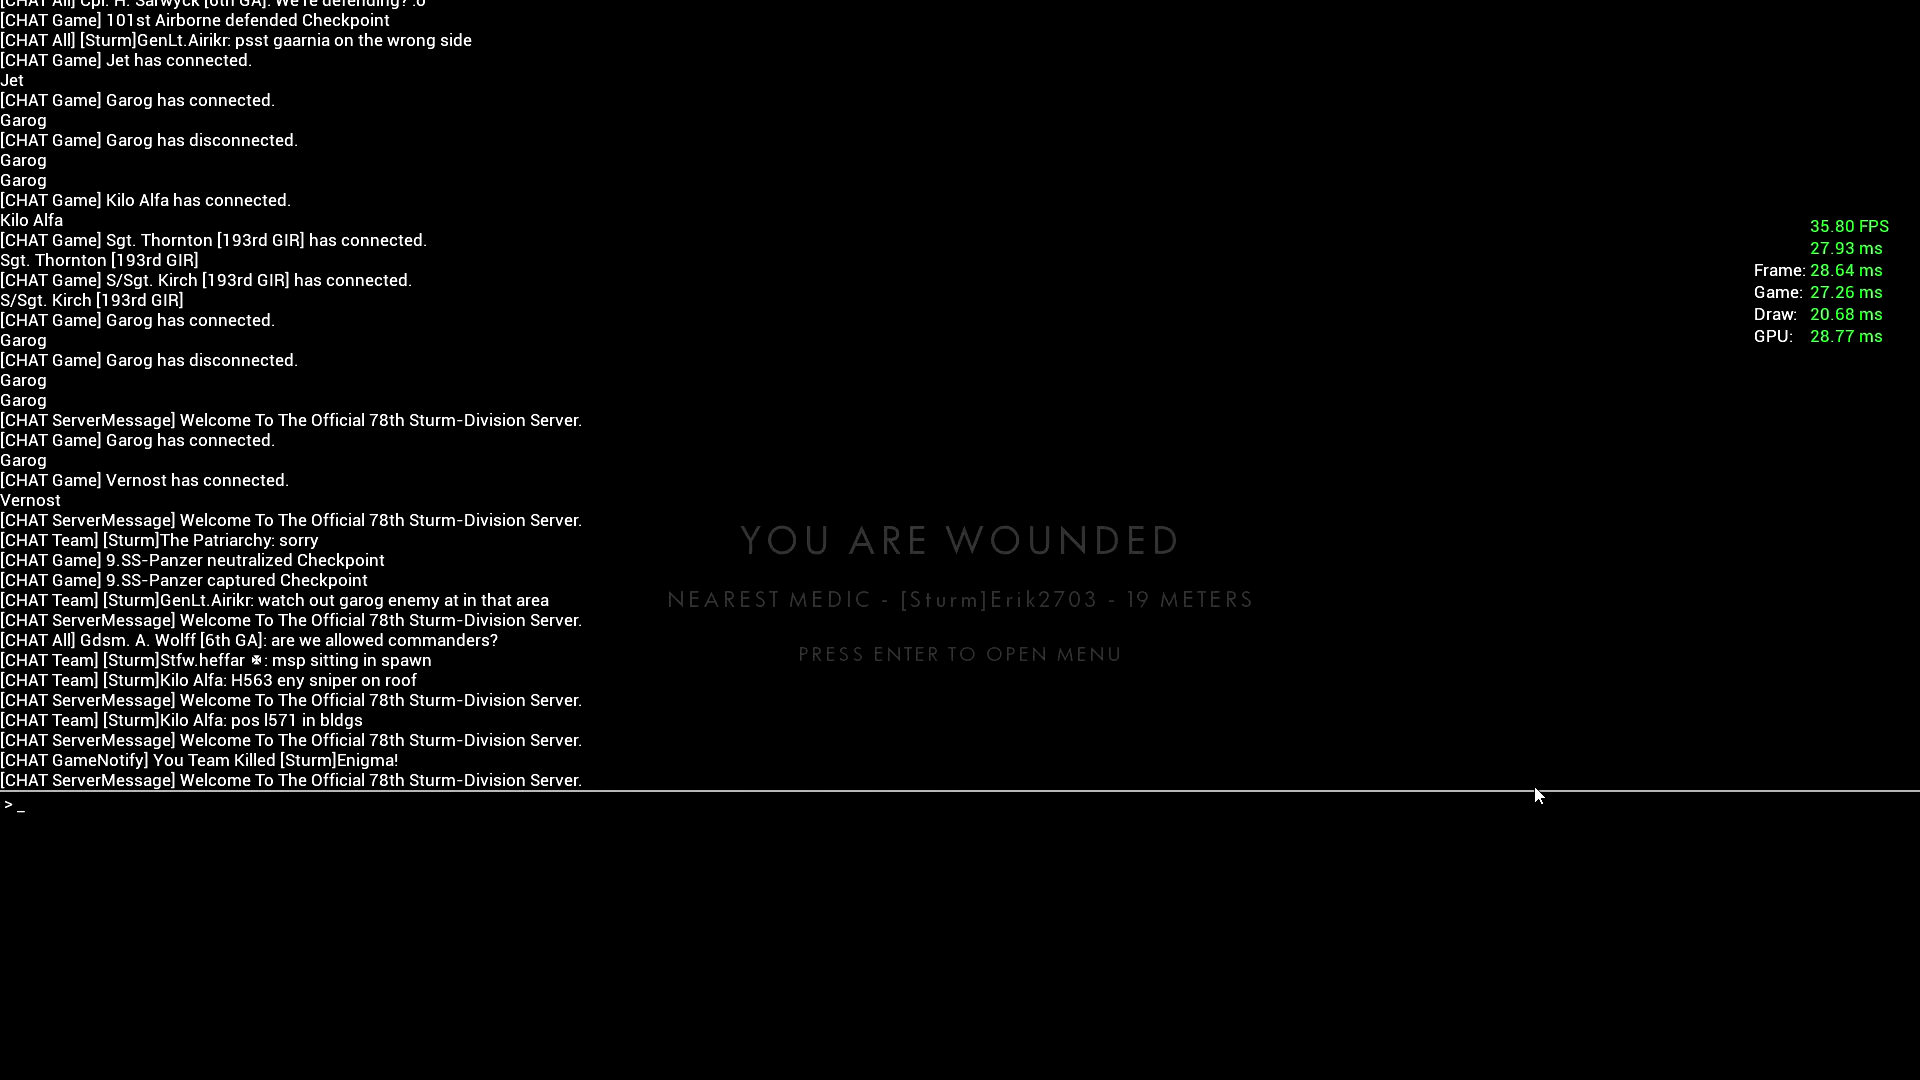 [CHAT All] Cpl. H. Sarwyck [6th GA]: We're defending? :o
[CHAT Game] 101st Airborne defended Checkpoint
[CHAT All] [Sturm]GenLt.Airikr: psst gaarnia on the wrong side
[CHAT Game] Jet has connected.
Jet
[CHAT Game] Garog has connected.
Garog
[CHAT Game] Garog has disconnected.
Garog
Garog
[CHAT Game] Kilo Alfa has connected.
Kilo Alfa
[CHAT Game] Sgt. Thornton [193rd GIR] has connected.
Sgt. Thornton [193rd GIR]
[CHAT Game] S/Sgt. Kirch [193rd GIR] has connected.
S/Sgt. Kirch [193rd GIR]
[CHAT Game] Garog has connected.
Garog
[CHAT Game] Garog has disconnected.
Garog
Garog
[CHAT ServerMessage] Welcome To The Official 78th Sturm-Division Server.
[CHAT Game] Garog has connected.
Garog
[CHAT Game] Vernost has connected.
Vernost
[CHAT ServerMessage] Welcome To The Official 78th Sturm-Division Server.
[CHAT Team] [Sturm]The Patriarchy: sorry
[CHAT Game] 9.SS-Panzer neutralized Checkpoint
[CHAT Game] 9.SS-Panzer captured Checkpoint
[CHAT Team] [Sturm]GenLt.Airikr: watch out garog enemy at in that area
[CHAT ServerMessage] Welcome To The Official 78th Sturm-Division Server.
[CHAT All] Gdsm. A. Wolff [6th GA]: are we allowed commanders?
[CHAT Team] [Sturm]Stfw.heffar ✠: msp sitting in spawn
[CHAT Team] [Sturm]Kilo Alfa: H563 eny sniper on roof
[CHAT ServerMessage] Welcome To The Official 78th Sturm-Division Server.
[CHAT Team] [Sturm]Kilo Alfa: pos I571 in bldgs
[CHAT ServerMessage] Welcome To The Official 78th Sturm-Division Server.
[CHAT GameNotify] You Team Killed [Sturm]Enigma!
[CHAT ServerMessage] Welcome To The Official 78th Sturm-Division Server.
> _
35.80 FPS
27.93 ms
Frame: 28.64 ms
Game: 27.26 ms
Draw: 20.68 ms
GPU: 28.77 ms
YOU ARE WOUNDED
NEAREST MEDIC - [Sturm]Erik2703 - 19 METERS
PRESS ENTER TO OPEN MENU